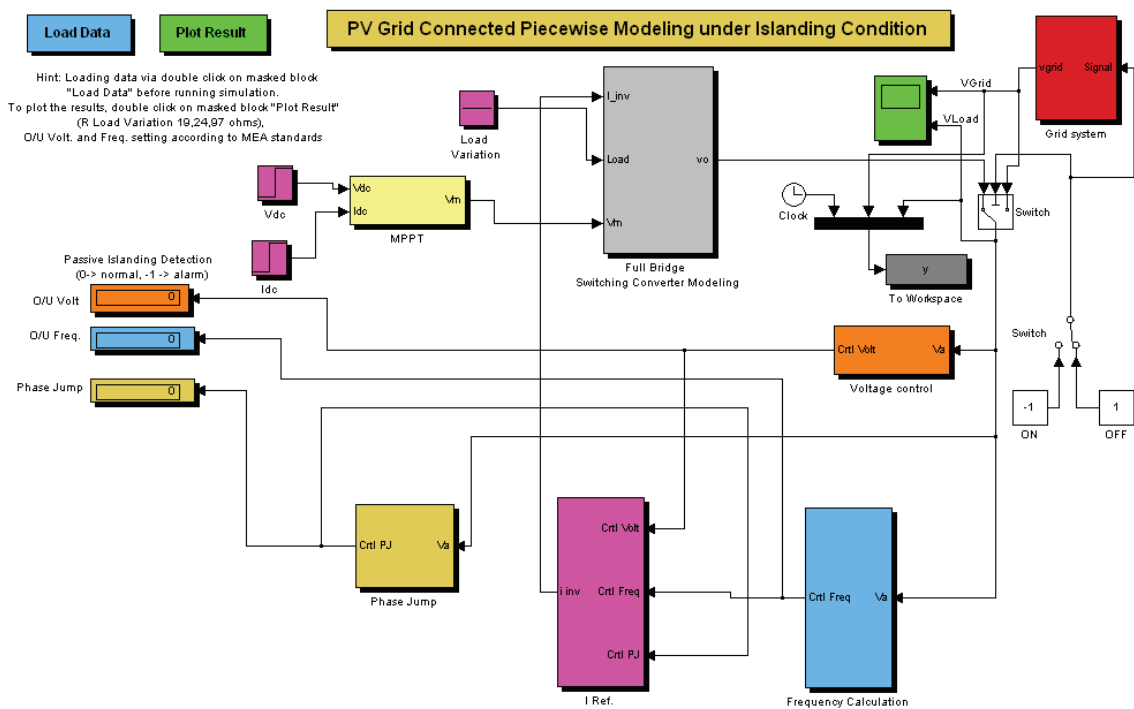 Load Data
Plot Result
PV Grid Connected Piecewise Modeling under Islanding Condition
Hint: Loading data via double click on masked block
"Load Data" before running simulation.
To plot the results, double click on masked block "Plot Result"
(R Load Variation 19,24,97 ohms),
O/U Volt. and Freq. setting according to MEA standards
Load
Variation
I_inv
Load
Vm
vo
Full Bridge
Switching Converter Modeling
VGrid
VLoad
vgrid
Signal
Grid system
Vdc
Idc
Vdc
Idc
Vm
MPPT
Clock
Switch
y
To Workspace
Passive Islanding Detection
(0-> normal, -1 -> alarm)
O/U Volt
0
O/U Freq.
0
Phase Jump
0
Crtl Volt
Va
Voltage control
Switch
-1
ON
1
OFF
Crtl PJ
Va
Phase Jump
i inv
Crtl Volt
Crtl Freq
Crtl PJ
I Ref.
Crtl Freq
Va
Frequency Calculation